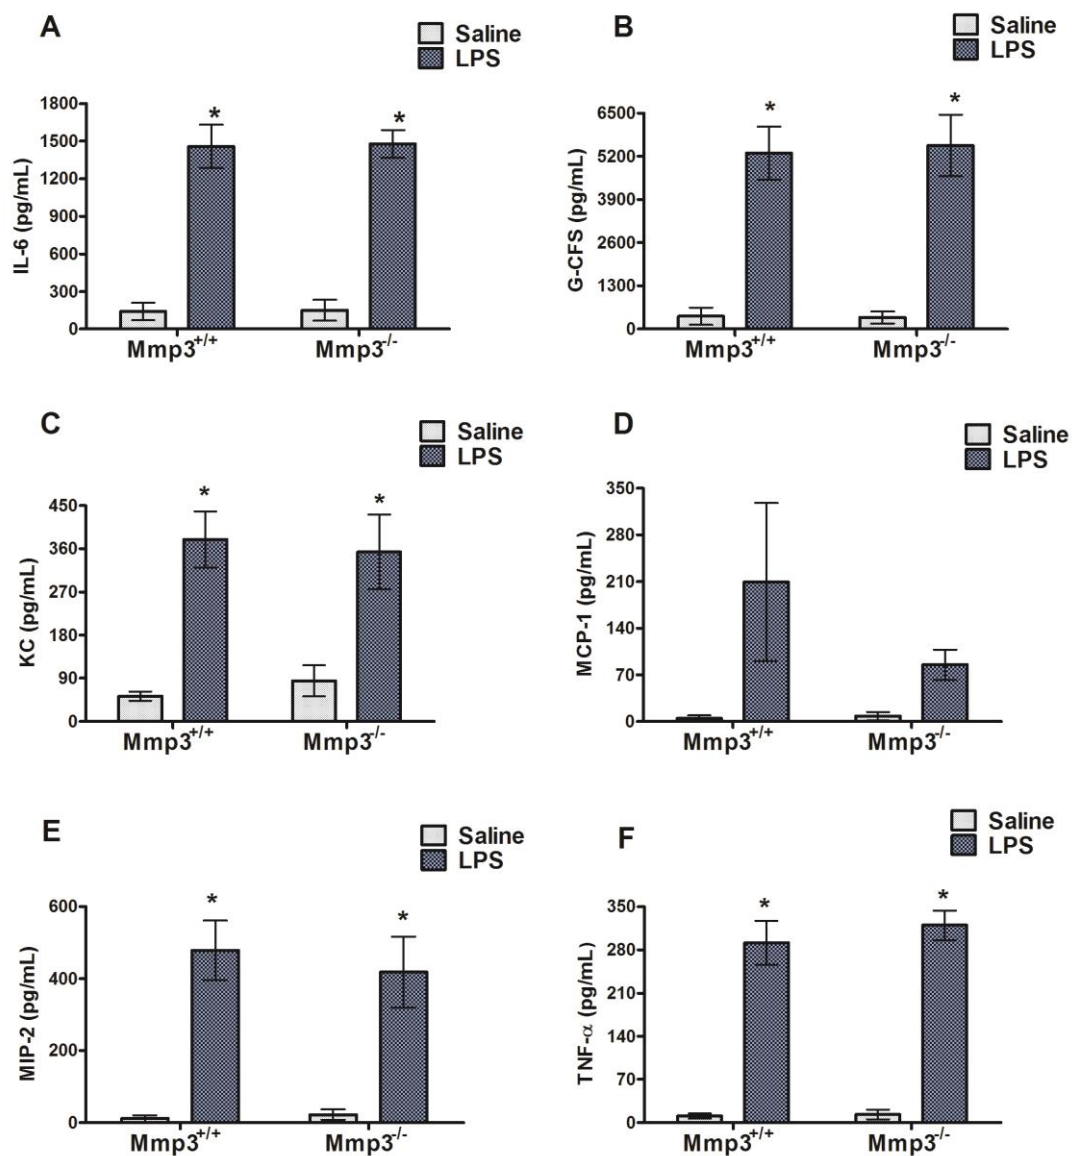 A
Saline
LPS
*
*
1800
1500
1200
900
600
300
0
IL-6 (pg/mL)
Mmp3+/+
Mmp3-/-
B
Saline
LPS
*
*
6500
5200
3900
2600
1300
0
G-CFS (pg/mL)
Mmp3+/+
Mmp3-/-
C
Saline
LPS
*
*
450
360
270
180
90
0
KC (pg/mL)
Mmp3+/+
Mmp3-/-
D
Saline
LPS
350
280
210
140
70
0
MCP-1 (pg/mL)
Mmp3+/+
Mmp3-/-
E
Saline
LPS
*
*
600
400
200
0
MIP-2 (pg/mL)
Mmp3+/+
Mmp3-/-
F
Saline
LPS
*
*
350
280
210
140
70
0
TNF-α (pg/mL)
Mmp3+/+
Mmp3-/-